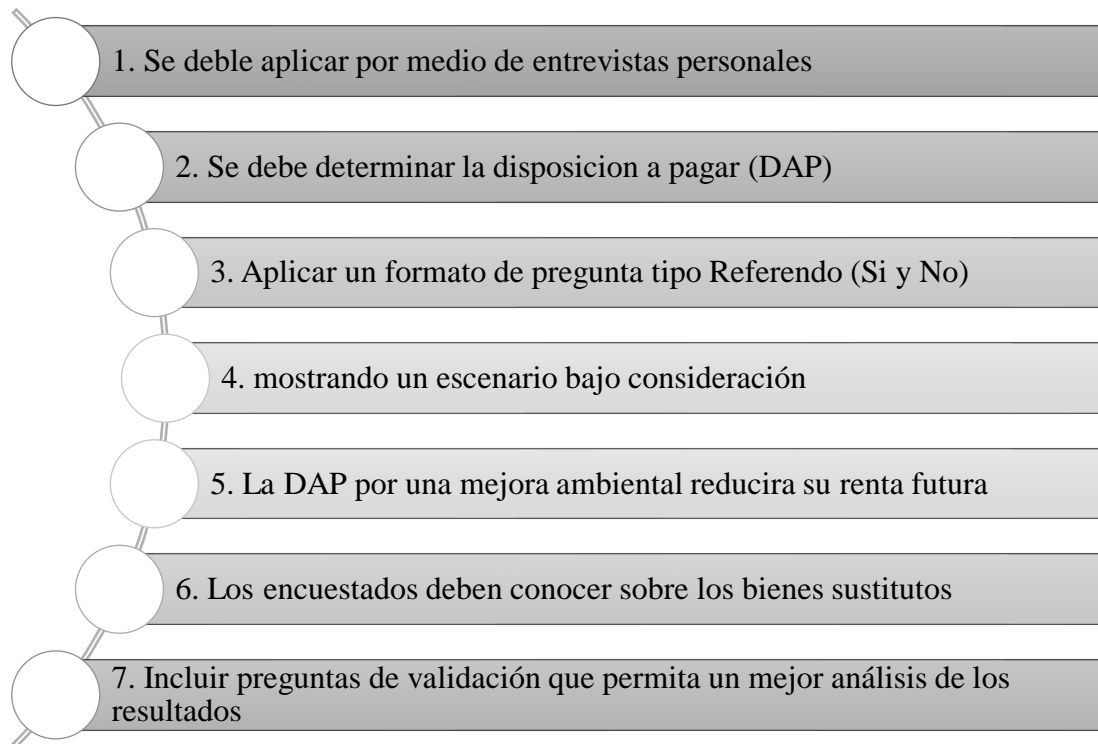 1. Se deble aplicar por medio de entrevistas personales
2. Se debe determinar la disposicion a pagar (DAP)
3. Aplicar un formato de pregunta tipo Referendo (Si y No)
4. mostrando un escenario bajo consideración
5. La DAP por una mejora ambiental reducira su renta futura
6. Los encuestados deben conocer sobre los bienes sustitutos
7. Incluir preguntas de validación que permita un mejor análisis de los
resultados